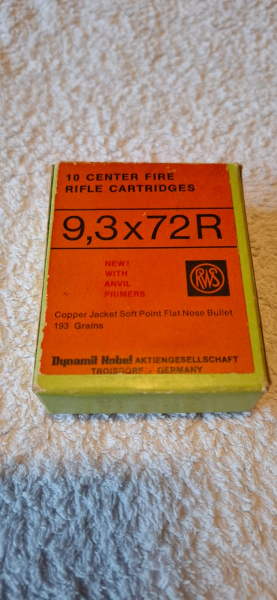 10 CENTER FIRE
RIFLE CARTRIDGES
9,3x72R
NEW!
WITH
ANVIL
PRIMERS
RWS
Copper Jacket Soft Point Flat Nose Bullet
193 Grains
Dynamit Nobel AKTIENGESELLSCHAFT
TROISDORF - GERMANY